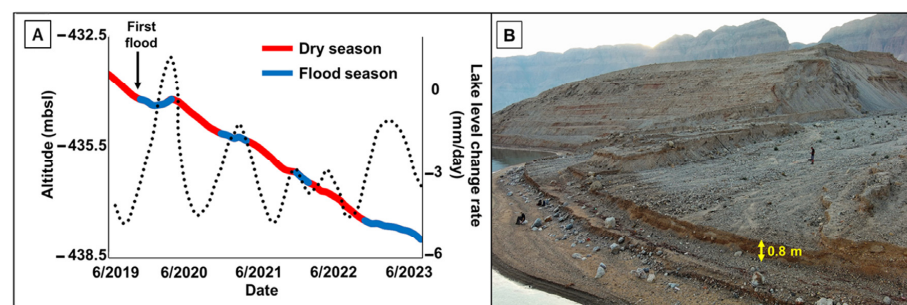 A
First
flood
Dry season
Flood season
−432.5
−435.5
−438.5
Altitude (mbsl)
0
−3
−6
Lake level change rate
(mm/day)
6/2019
6/2020
6/2021
6/2022
6/2023
Date
B
0.8 m